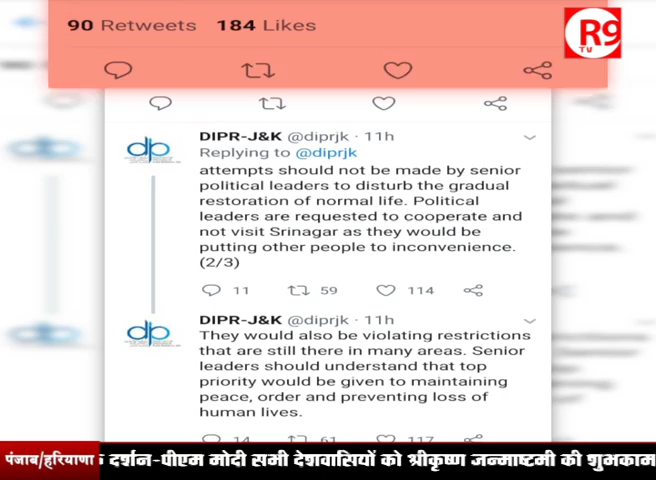 90 Retweets 184 Likes
R9
TV
DIPR-J&K @diprjk · 11h
Replying to @diprjk
attempts should not be made by senior
political leaders to disturb the gradual
restoration of normal life. Political
leaders are requested to cooperate and
not visit Srinagar as they would be
putting other people to inconvenience.
(2/3)
11 59 114
DIPR-J&K @diprjk · 11h
They would also be violating restrictions
that are still there in many areas. Senior
leaders should understand that top
priority would be given to maintaining
peace, order and preventing loss of
human lives.
14 61 117
पंजाब/हरियाणा दर्शन-पीएम मोदी समी देशवासियों को श्रीकृष्ण जन्माष्टमी की शुभकाम